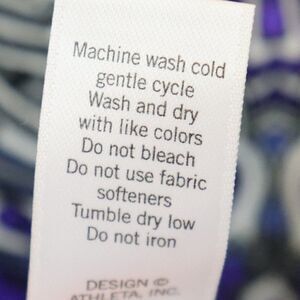 Machine wash cold
gentle cycle
Wash and dry
with like colors
Do not bleach
Do not use fabric
softeners
Tumble dry low
Do not iron
DESIGN ©
ATHLETA, INC.